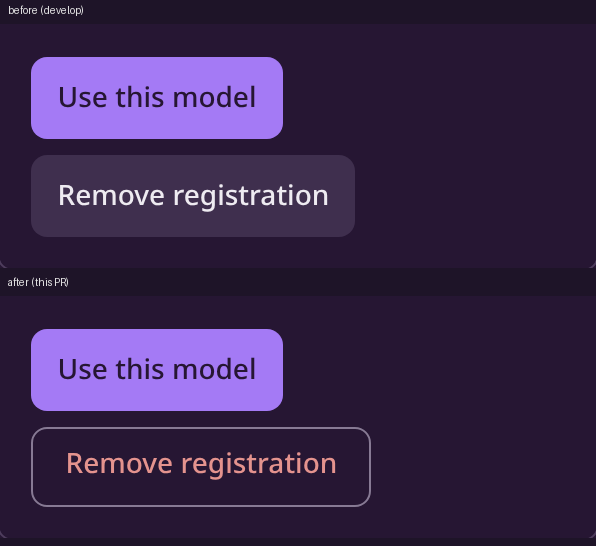 before (develop)
Use this model
Remove registration
after (this PR)
Use this model
Remove registration